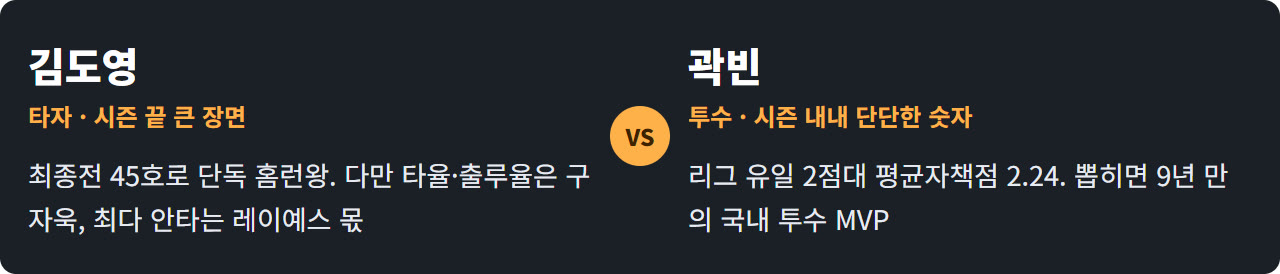 김도영
타자 · 시즌 끝 큰 장면
최종전 45호로 단독 홈런왕. 다만 타율·출루율은 구
자욱, 최다 안타는 레이예스 몫
VS
곽빈
투수 · 시즌 내내 단단한 숫자
리그 유일 2점대 평균자책점 2.24. 뽑히면 9년 만
의 국내 투수 MVP